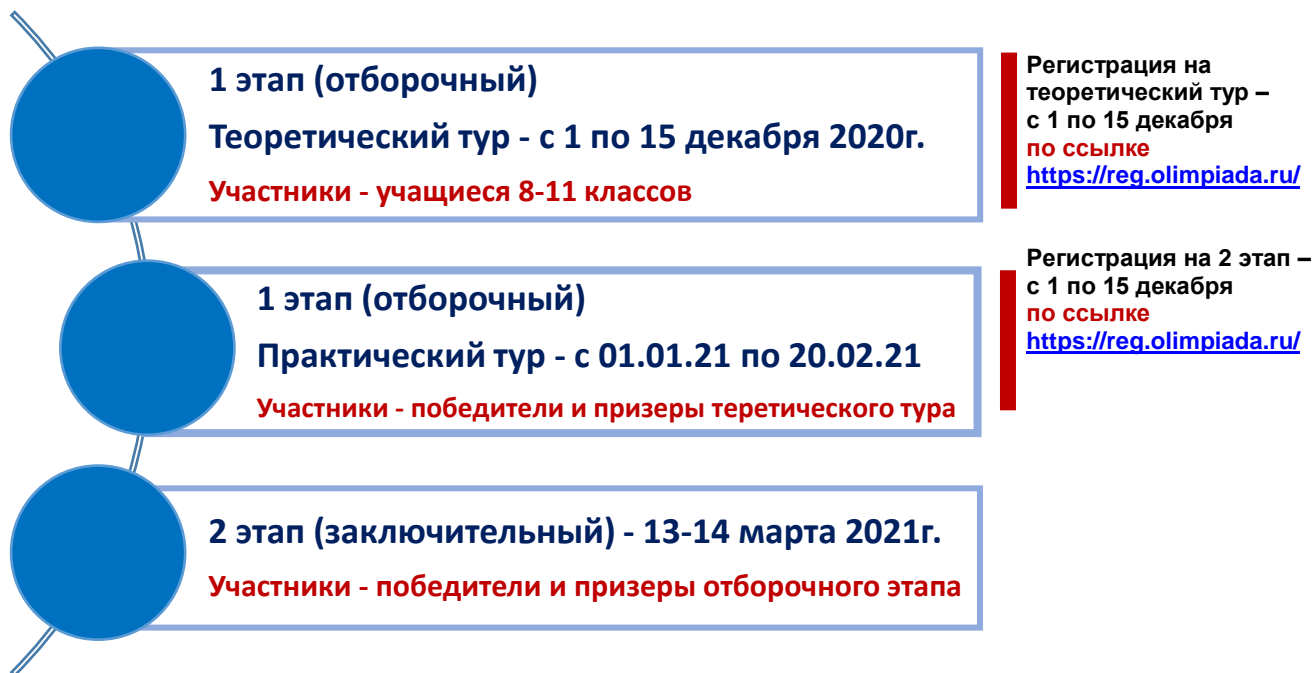 1 этап (отборочный)
Теоретический тур - с 1 по 15 декабря 2020г.
Участники - учащиеся 8-11 классов
Регистрация на
теоретический тур –
с 1 по 15 декабря
по ссылке
https://reg.olimpiada.ru/
1 этап (отборочный)
Практический тур - с 01.01.21 по 20.02.21
Участники - победители и призеры теретического тура
Регистрация на 2 этап –
с 1 по 15 декабря
по ссылке
https://reg.olimpiada.ru/
2 этап (заключительный) - 13-14 марта 2021г.
Участники - победители и призеры отборочного этапа